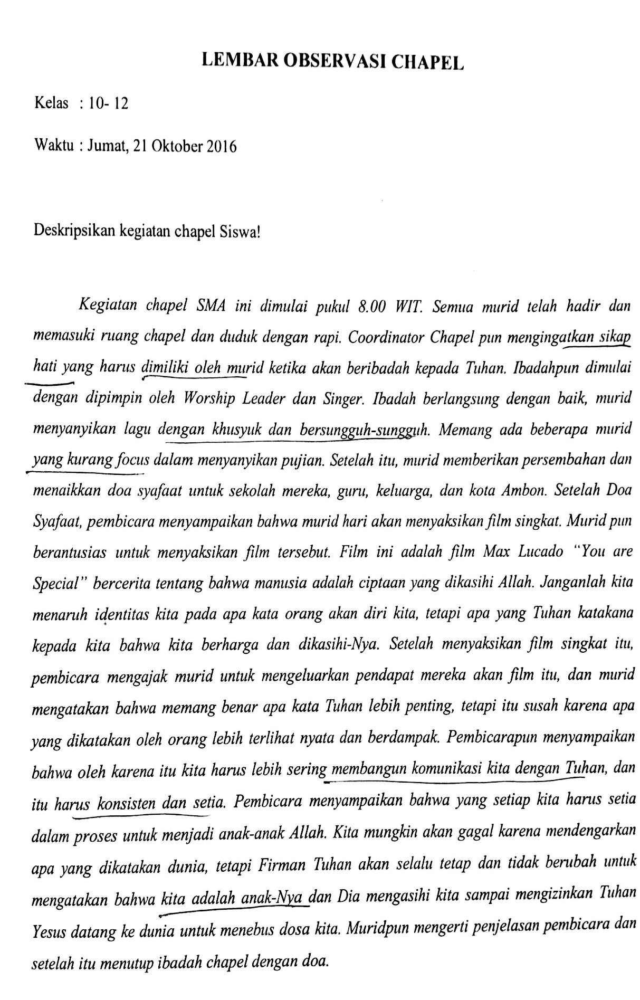 LEMBAR OBSERVASI CHAPEL
Kelas : 10- 12
Waktu : Jumat, 21 Oktober 2016
Deskripsikan kegiatan chapel Siswa!
Kegiatan chapel SMA ini dimulai pukul 8.00 WIT. Semua murid telah hadir dan
memasuki ruang chapel dan duduk dengan rapi. Coordinator Chapel pun mengingatkan sikap
hati yang harus dimiliki oleh murid ketika akan beribadah kepada Tuhan. Ibadahpun dimulai
dengan dipimpin oleh Worship Leader dan Singer. Ibadah berlangsung dengan baik, murid
menyanyikan lagu dengan khusyuk dan bersungguh-sungguh. Memang ada beberapa murid
yang kurang focus dalam menyanyikan pujian. Setelah itu, murid memberikan persembahan dan
menaikkan doa syafaat untuk sekolah mereka, guru, keluarga, dan kota Ambon. Setelah Doa
Syafaat, pembicara menyampaikan bahwa murid hari akan menyaksikan film singkat. Murid pun
berantusias untuk menyaksikan film tersebut. Film ini adalah film Max Lucado “You are
Special” bercerita tentang bahwa manusia adalah ciptaan yang dikasihi Allah. Janganlah kita
menaruh identitas kita pada apa kata orang akan diri kita, tetapi apa yang Tuhan katakana
kepada kita bahwa kita berharga dan dikasihi-Nya. Setelah menyaksikan film singkat itu,
pembicara mengajak murid untuk mengeluarkan pendapat mereka akan film itu, dan murid
mengatakan bahwa memang benar apa kata Tuhan lebih penting, tetapi itu susah karena apa
yang dikatakan oleh orang lebih terlihat nyata dan berdampak. Pembicarapun menyampaikan
bahwa oleh karena itu kita harus lebih sering membangun komunikasi kita dengan Tuhan, dan
itu harus konsisten dan setia. Pembicara menyampaikan bahwa yang setiap kita harus setia
dalam proses untuk menjadi anak-anak Allah. Kita mungkin akan gagal karena mendengarkan
apa yang dikatakan dunia, tetapi Firman Tuhan akan selalu tetap dan tidak berubah untuk
mengatakan bahwa kita adalah anak-Nya dan Dia mengasihi kita sampai mengizinkan Tuhan
Yesus datang ke dunia untuk menebus dosa kita. Muridpun mengerti penjelasan pembicara dan
setelah itu menutup ibadah chapel dengan doa.